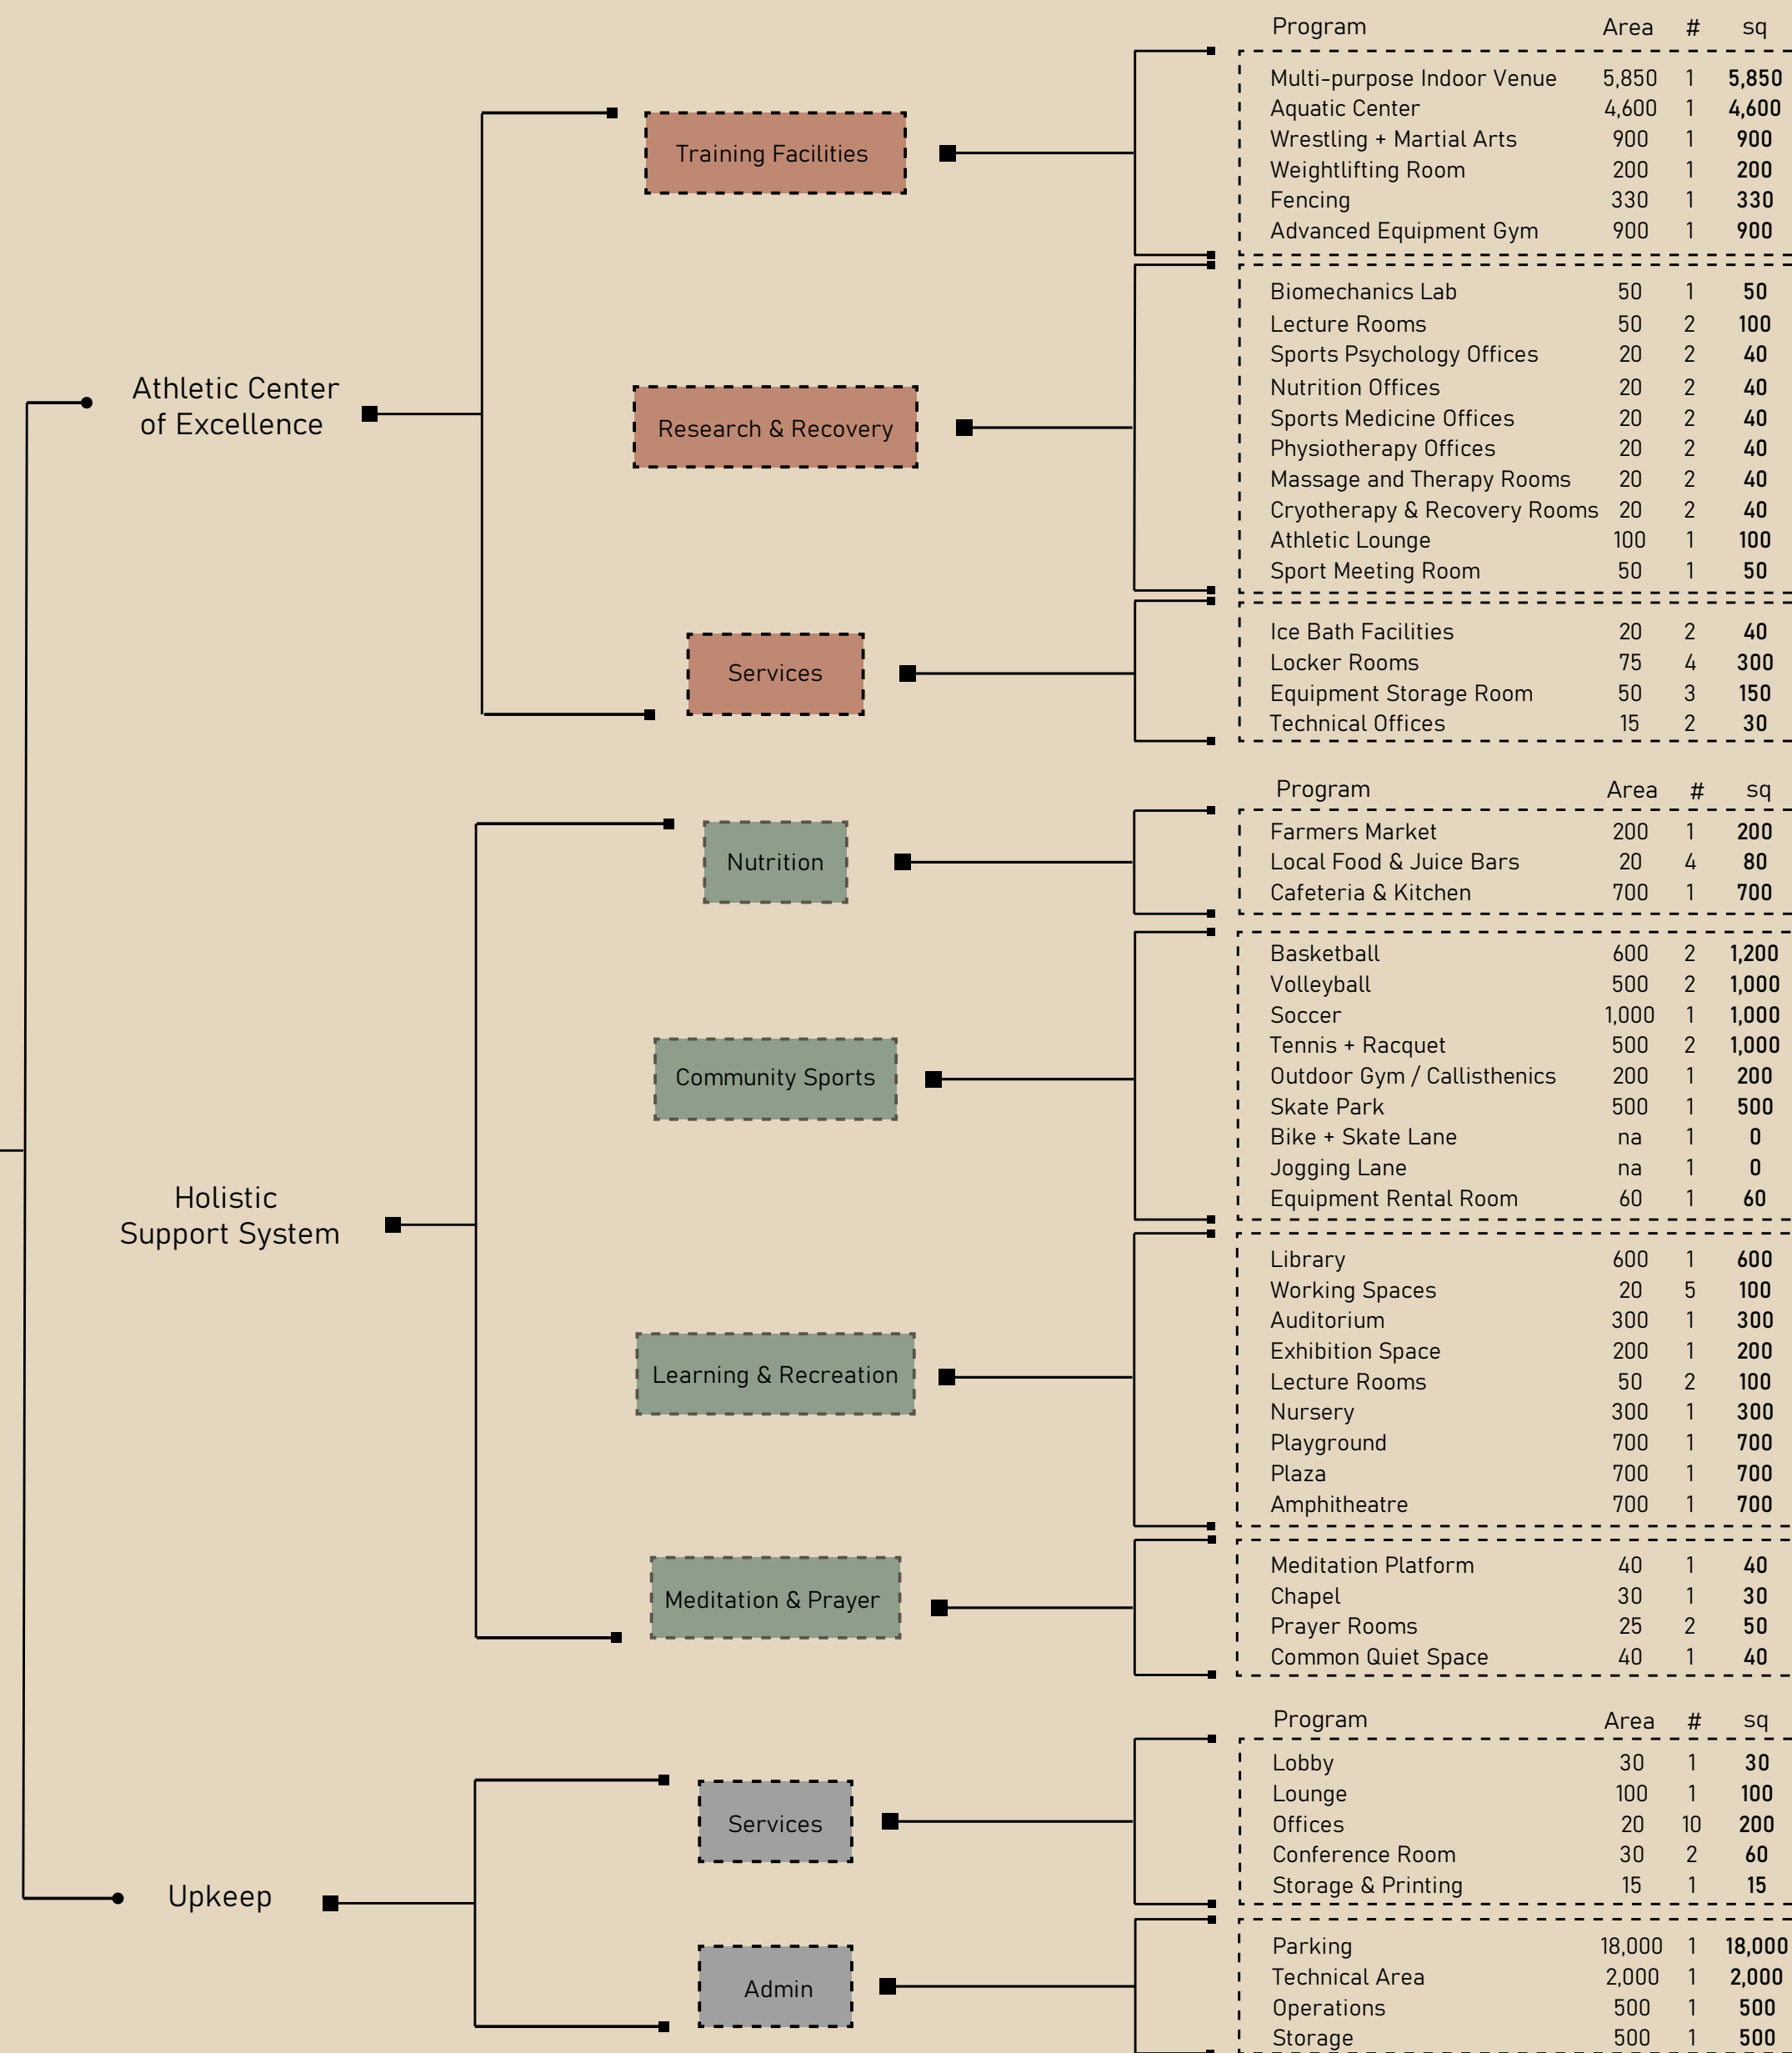 Program Area # sq
Multi-purpose Indoor Venue 5,850 1 5,850
Aquatic Center 4,600 1 4,600
Wrestling + Martial Arts 900 1 900
Training Facilities
Weightlifting Room 200 1 200
Fencing 330 1 330
Advanced Equipment Gym 900 1 900
Biomechanics Lab 50 1 50
Lecture Rooms 50 2 100
Sports Psychology Offices 20 2 40
Athletic Center
of Excellence
Nutrition Offices 20 2 40
Sports Medicine Offices 20 2 40
Research & Recovery
Physiotherapy Offices 20 2 40
Massage and Therapy Rooms 20 2 40
Cryotherapy & Recovery Rooms 20 2 40
Athletic Lounge 100 1 100
Sport Meeting Room 50 1 50
Ice Bath Facilities 20 2 40
Locker Rooms 75 4 300
Services
Equipment Storage Room 50 3 150
Technical Offices 15 2 30
Program Area # sq
Farmers Market 200 1 200
Nutrition
Local Food & Juice Bars 20 4 80
Cafeteria & Kitchen 700 1 700
Basketball 600 2 1,200
Volleyball 500 2 1,000
Soccer 1,000 1 1,000
Tennis + Racquet 500 2 1,000
Community Sports
Outdoor Gym / Callisthenics 200 1 200
Skate Park 500 1 500
Bike + Skate Lane na 1 0
Jogging Lane na 1 0
Equipment Rental Room 60 1 60
Holistic
Support System
Library 600 1 600
Working Spaces 20 5 100
Auditorium 300 1 300
Exhibition Space 200 1 200
Learning & Recreation
Lecture Rooms 50 2 100
Nursery 300 1 300
Playground 700 1 700
Plaza 700 1 700
Amphitheatre 700 1 700
Meditation Platform 40 1 40
Meditation & Prayer
Chapel 30 1 30
Prayer Rooms 25 2 50
Common Quiet Space 40 1 40
Program Area # sq
Lobby 30 1 30
Lounge 100 1 100
Services
Offices 20 10 200
Conference Room 30 2 60
Storage & Printing 15 1 15
Upkeep
Parking 18,000 1 18,000
Technical Area 2,000 1 2,000
Admin
Operations 500 1 500
Storage 500 1 500